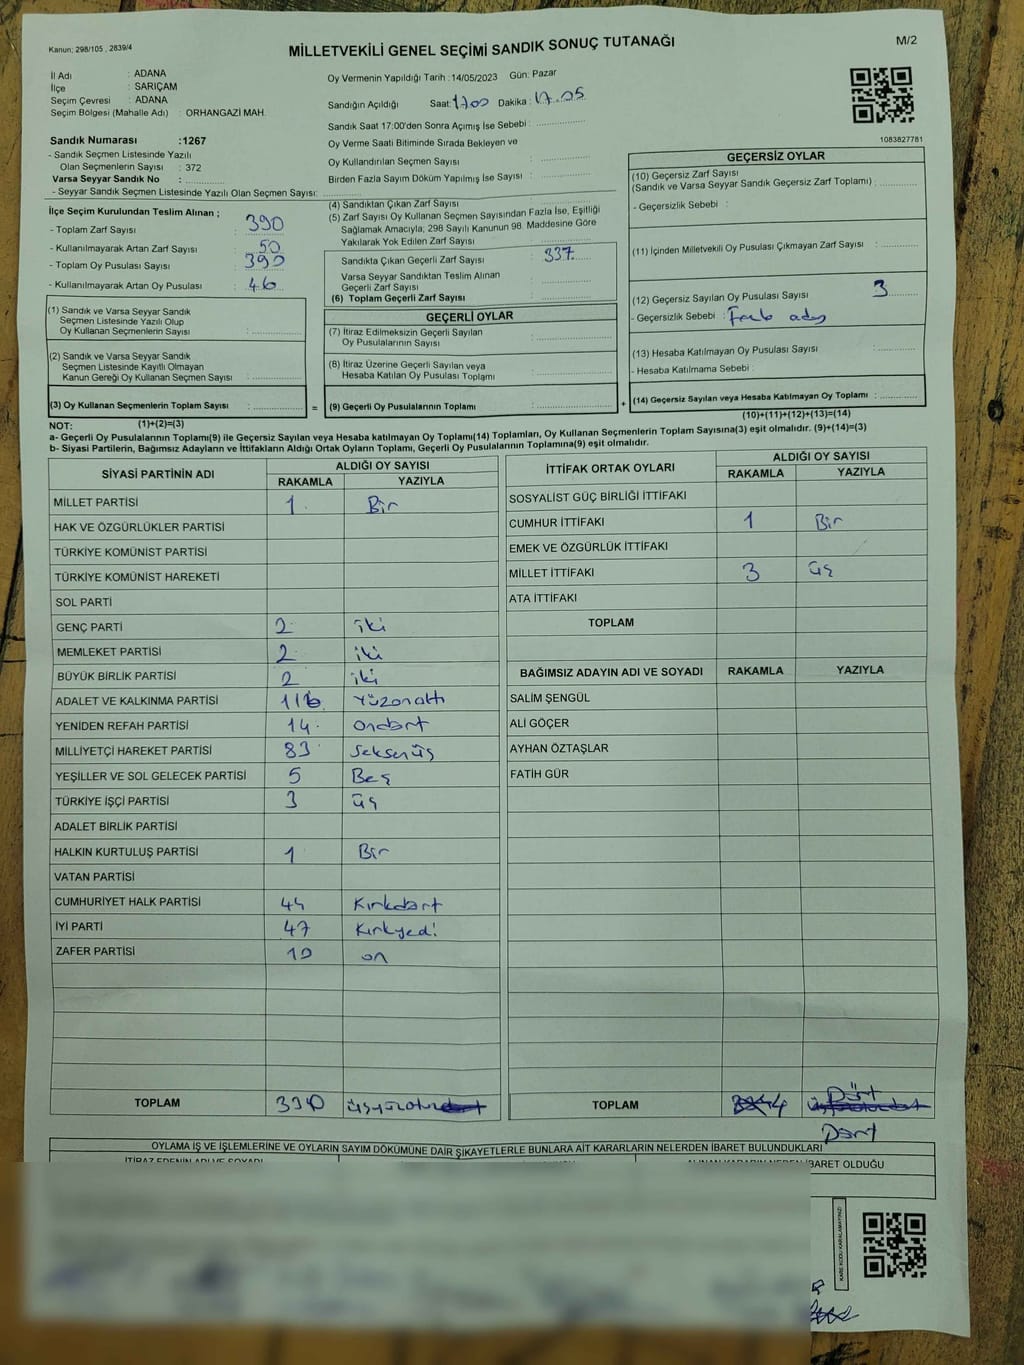 Kanun; 298/105 , 2839/4
MİLLETVEKİLİ GENEL SEÇİMİ SANDIK SONUÇ TUTANAĞI
M/2
İl Adı : ADANA
İlçe : SARIÇAM
Seçim Çevresi : ADANA
Seçim Bölgesi (Mahalle Adı) : ORHANGAZİ MAH.
Oy Vermenin Yapıldığı Tarih : 14/05/2023 Gün: Pazar
Sandığın Açıldığı Saat: 17.00 Dakika : 17.05
Sandık Saat 17:00'den Sonra Açımış İse Sebebi :
Oy Verme Saati Bitiminde Sırada Bekleyen ve
Oy Kullandırılan Seçmen Sayısı :
Birden Fazla Sayım Döküm Yapılmış İse Sayısı :
1083827781
Sandık Numarası :1267
- Sandık Seçmen Listesinde Yazılı
Olan Seçmenlerin Sayısı : 372
Varsa Seyyar Sandık No :
- Seyyar Sandık Seçmen Listesinde Yazılı Olan Seçmen Sayısı:
İlçe Seçim Kurulundan Teslim Alınan ;
- Toplam Zarf Sayısı : 390
- Kullanılmayarak Artan Zarf Sayısı : 50
- Toplam Oy Pusulası Sayısı : 390
- Kullanılmayarak Artan Oy Pusulası : 46
(1) Sandık ve Varsa Seyyar Sandık
Seçmen Listesinde Yazılı Olup
Oy Kullanan Seçmenlerin Sayısı :
(2) Sandık ve Varsa Seyyar Sandık
Seçmen Listesinde Kayıtlı Olmayan
Kanun Gereği Oy Kullanan Seçmen Sayısı :
(3) Oy Kullanan Seçmenlerin Toplam Sayısı :
(1)+(2)=(3)
(4) Sandıktan Çıkan Zarf Sayısı :
(5) Zarf Sayısı Oy Kullanan Seçmen Sayısından Fazla İse, Eşitliği
Sağlamak Amacıyla; 298 Sayılı Kanunun 98. Maddesine Göre
Yakılarak Yok Edilen Zarf Sayısı :
Sandıkta Çıkan Geçerli Zarf Sayısı : 337
Varsa Seyyar Sandıktan Teslim Alınan
Geçerli Zarf Sayısı :
(6) Toplam Geçerli Zarf Sayısı :
GEÇERLİ OYLAR
(7) İtiraz Edilmeksizin Geçerli Sayılan
Oy Pusulalarının Sayısı :
(8) İtiraz Üzerine Geçerli Sayılan veya
Hesaba Katılan Oy Pusulası Toplamı :
= (9) Geçerli Oy Pusulalarının Toplamı :
GEÇERSİZ OYLAR
(10) Geçersiz Zarf Sayısı
(Sandık ve Varsa Seyyar Sandık Geçersiz Zarf Toplamı) :
- Geçersizlik Sebebi :
(11) İçinden Milletvekili Oy Pusulası Çıkmayan Zarf Sayısı :
(12) Geçersiz Sayılan Oy Pusulası Sayısı : 3
- Geçersizlik Sebebi :
(13) Hesaba Katılmayan Oy Pusulası Sayısı :
- Hesaba Katılmama Sebebi :
+ (14) Geçersiz Sayılan veya Hesaba Katılmayan Oy Toplamı :
(10)+(11)+(12)+(13)=(14)
NOT:
a- Geçerli Oy Pusulalarının Toplamı(9) ile Geçersiz Sayılan veya Hesaba katılmayan Oy Toplamı(14) Toplamları, Oy Kullanan Seçmenlerin Toplam Sayısına(3) eşit olmalıdır. (9)+(14)=(3)
b- Siyasi Partilerin, Bağımsız Adayların ve İttifakların Aldığı Ortak Oyların Toplamı, Geçerli Oy Pusulalarının Toplamına(9) eşit olmalıdır.
SİYASİ PARTİNİN ADI ALDIĞI OY SAYISI
RAKAMLA YAZIYLA
MİLLET PARTİSİ 1 Bir
HAK VE ÖZGÜRLÜKLER PARTİSİ
TÜRKİYE KOMÜNİST PARTİSİ
TÜRKİYE KOMÜNİST HAREKETİ
SOL PARTİ
GENÇ PARTİ 2 iki
MEMLEKET PARTİSİ 2 iki
BÜYÜK BİRLİK PARTİSİ 2 iki
ADALET VE KALKINMA PARTİSİ 116 Yüzonaltı
YENİDEN REFAH PARTİSİ 14 Ondört
MİLLİYETÇİ HAREKET PARTİSİ 83 Seksenüç
YEŞİLLER VE SOL GELECEK PARTİSİ 5 Beş
TÜRKİYE İŞÇİ PARTİSİ 3 üç
ADALET BİRLİK PARTİSİ
HALKIN KURTULUŞ PARTİSİ 1 Bir
VATAN PARTİSİ
CUMHURİYET HALK PARTİSİ 44 Kırkdört
İYİ PARTİ 47 Kırkyedi
ZAFER PARTİSİ 10 on
TOPLAM 330 üçyüzotuz
İTTİFAK ORTAK OYLARI ALDIĞI OY SAYISI
RAKAMLA YAZIYLA
SOSYALİST GÜÇ BİRLİĞİ İTTİFAKI
CUMHUR İTTİFAKI 1 Bir
EMEK VE ÖZGÜRLÜK İTTİFAKI
MİLLET İTTİFAKI 3 üç
ATA İTTİFAKI
TOPLAM
BAĞIMSIZ ADAYIN ADI VE SOYADI RAKAMLA YAZIYLA
SALİM ŞENGÜL
ALİ GÖÇER
AYHAN ÖZTAŞLAR
FATİH GÜR
TOPLAM 4 Dört
Dört
OYLAMA İŞ VE İŞLEMLERİNE VE OYLARIN SAYIM DÖKÜMÜNE DAİR ŞİKAYETLERLE BUNLARA AİT KARARLARIN NELERDEN İBARET BULUNDUKLARI
İTİRAZ EDENİN ADI VE SOYADI
ALINAN KARARIN NEDEN İBARET OLDUĞU
KARE KODU KARALAMAYINIZ!